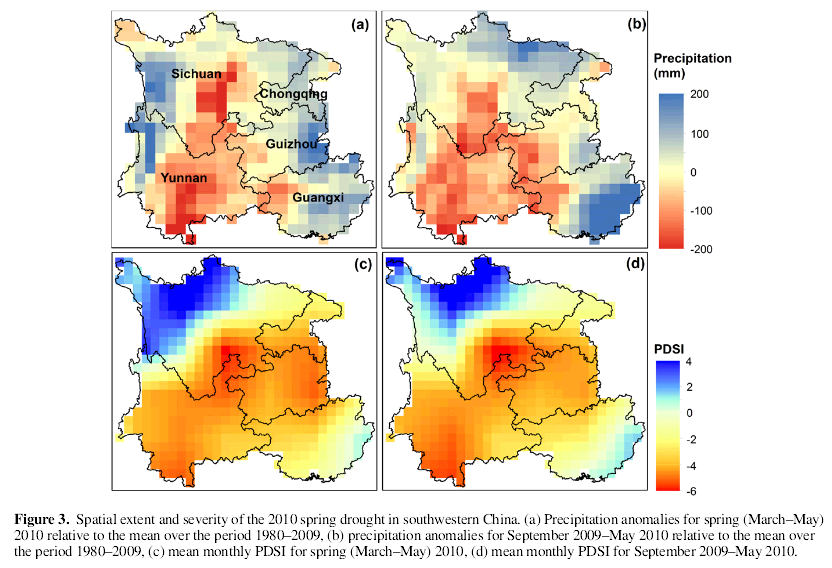 (a)
(b)
Sichuan
Chongqing
Guizhou
Yunnan
Guangxi
Precipitation
(mm)
200
100
0
-100
-200
(c)
(d)
PDSI
4
2
0
-2
-4
-6
Figure 3. Spatial extent and severity of the 2010 spring drought in southwestern China. (a) Precipitation anomalies for spring (March–May)
2010 relative to the mean over the period 1980–2009, (b) precipitation anomalies for September 2009–May 2010 relative to the mean over
the period 1980–2009, (c) mean monthly PDSI for spring (March–May) 2010, (d) mean monthly PDSI for September 2009–May 2010.